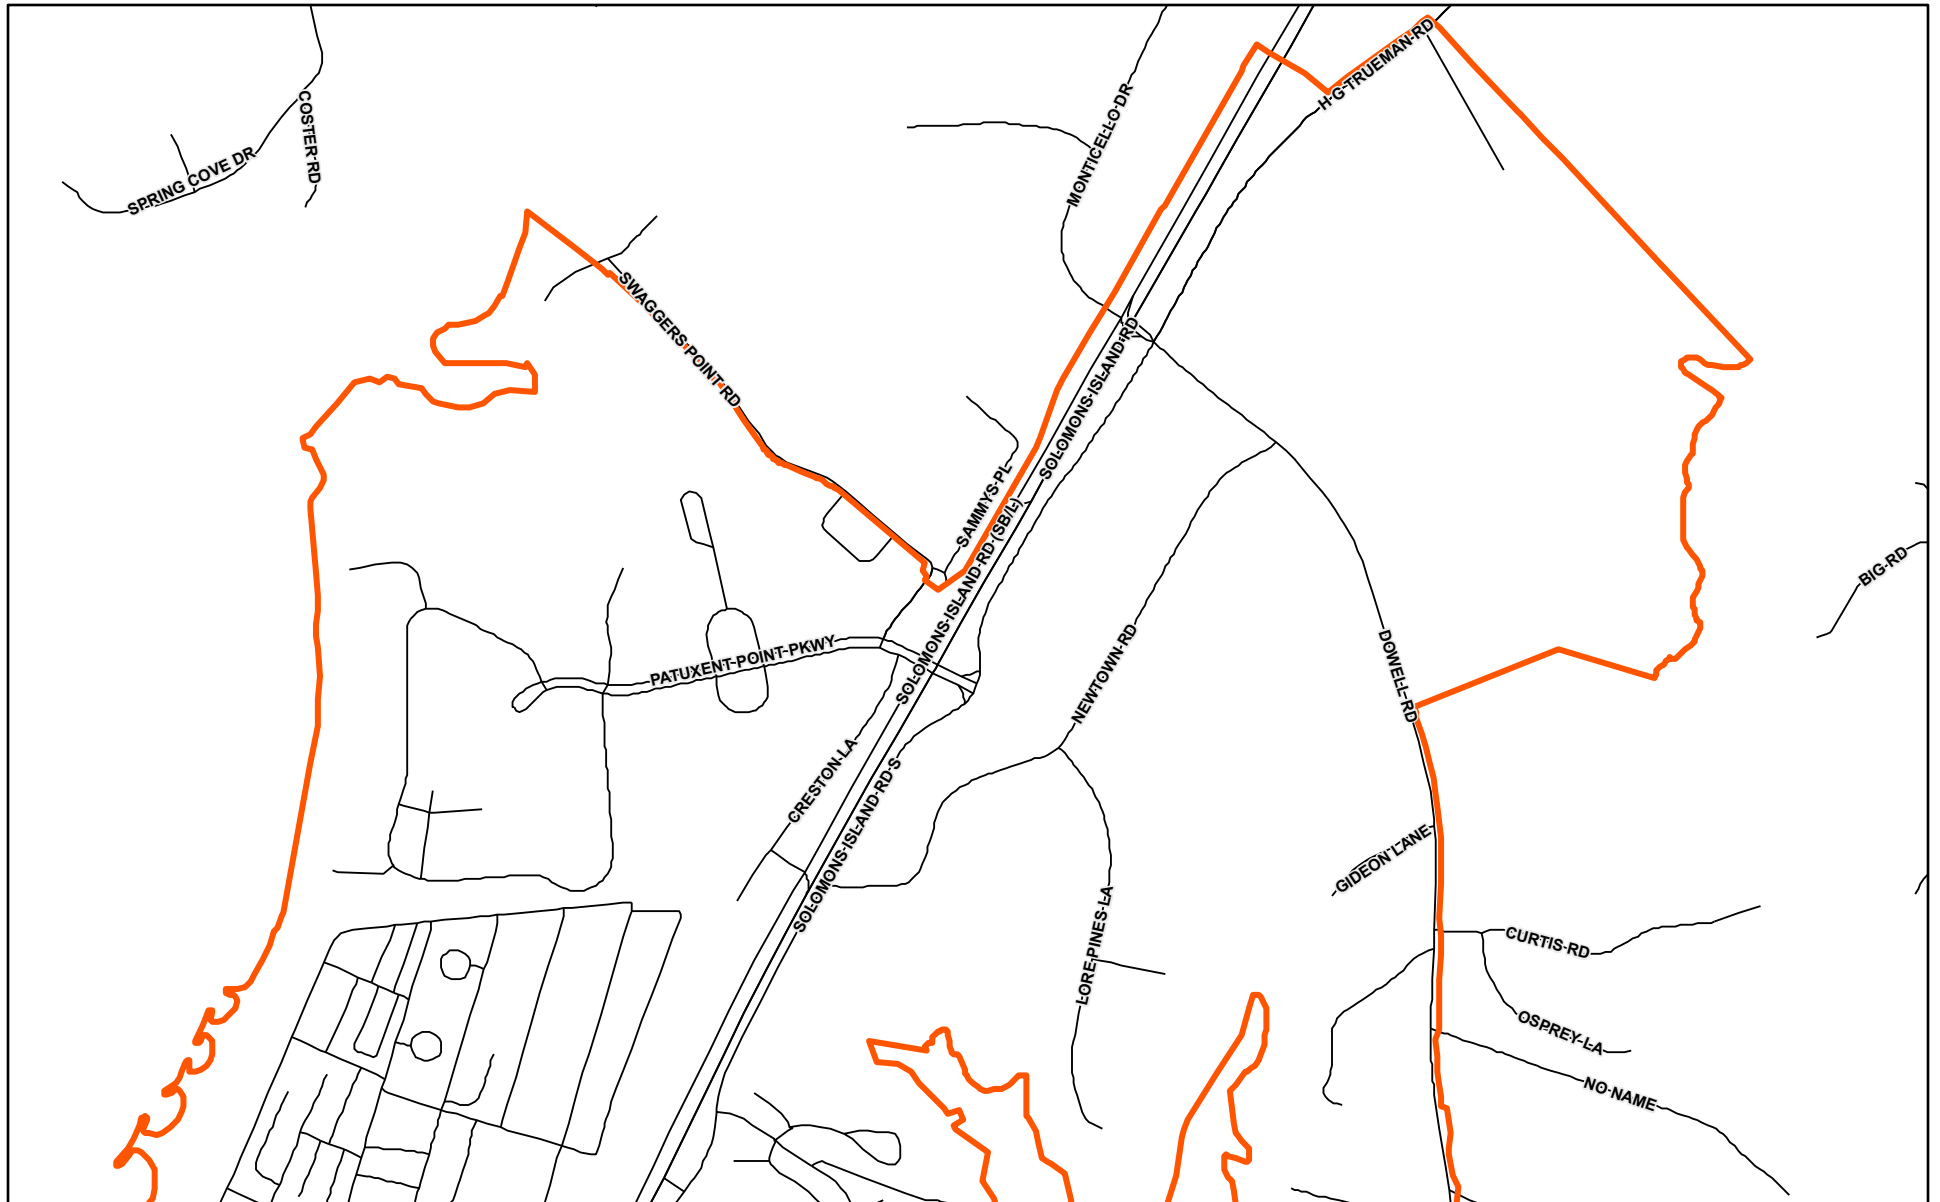 H G TRUEMAN RD
COSTER RD
MONTICELLO DR
SPRING COVE DR
SWAGGERS POINT RD
SOLOMONS ISLAND RD
SAMMYS PL
SOLOMONS ISLAND RD (SB/L)
BIG RD
PATUXENT POINT PKWY
NEWTOWN RD
DOWELL RD
CRESTON LA
SOLOMONS ISLAND RD S
GIDEON LANE
LORE PINES LA
CURTIS RD
OSPREY LA
NO NAME